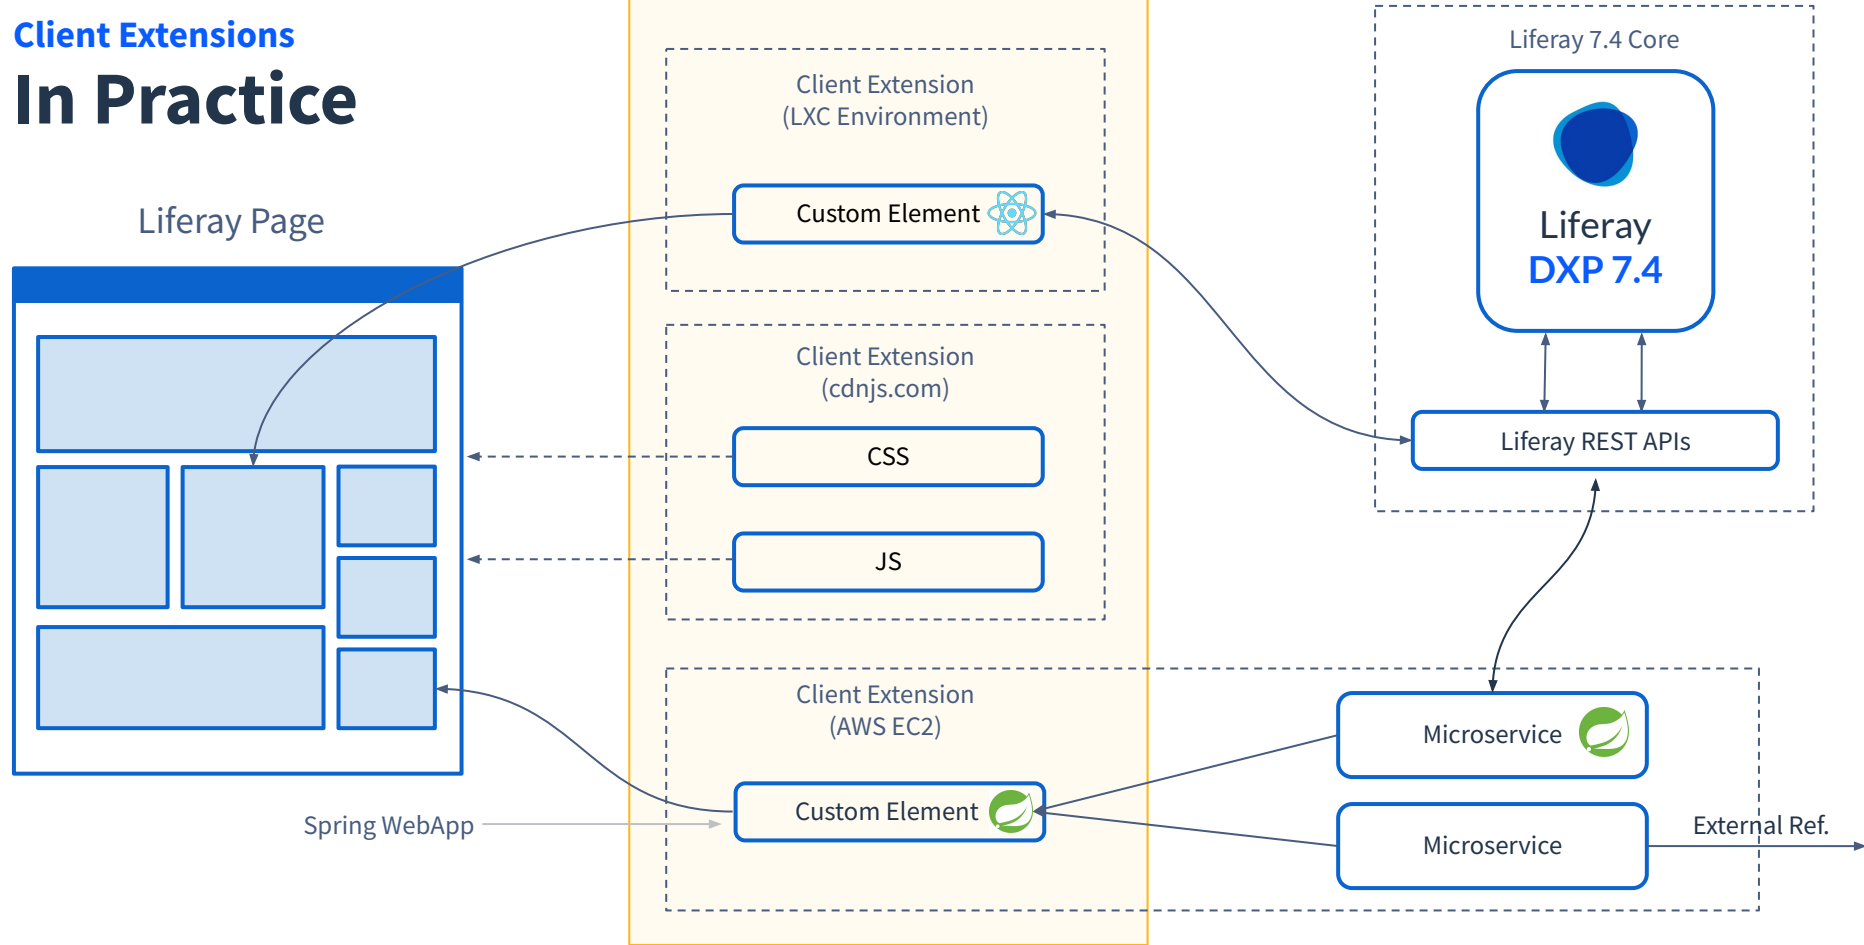 Client Extensions
In Practice
Liferay Page
Client Extension
(LXC Environment)
Custom Element
Client Extension
(cdnjs.com)
CSS
JS
Client Extension
(AWS EC2)
Custom Element
Spring WebApp
Liferay 7.4 Core
Liferay
DXP 7.4
Liferay REST APIs
Microservice
Microservice
External Ref.